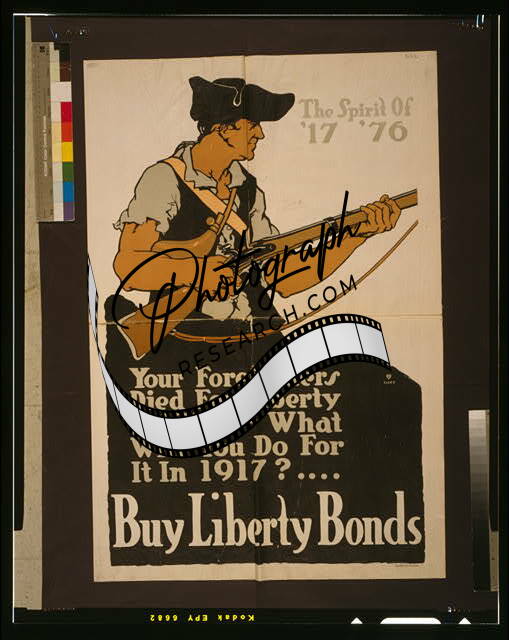 The Spirit Of
'17 '76
Photograph
RESEARCH.COM
Your
Died
What
You Do For
It In 1917 ?....
Buy Liberty Bonds
Kodak EPY 6682